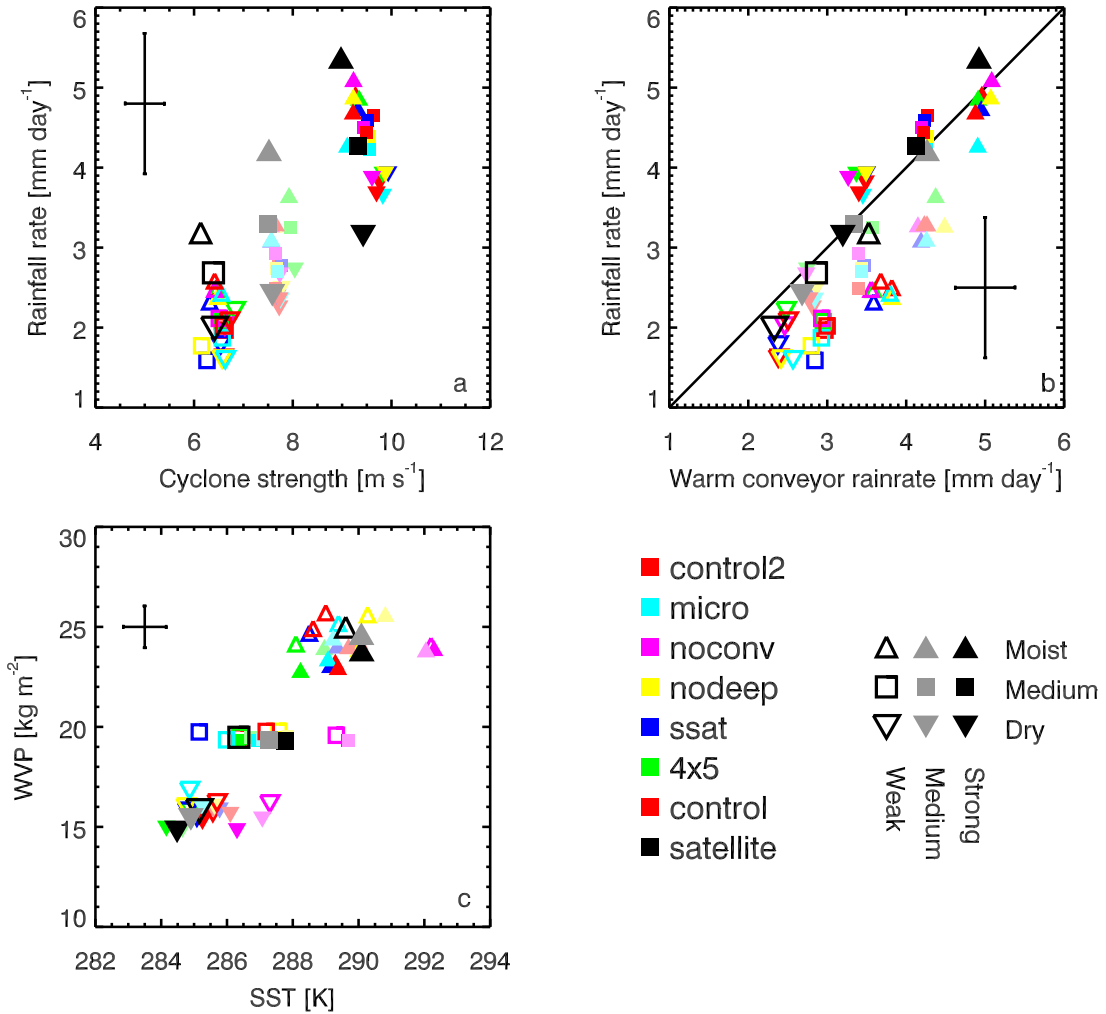 6
5
4
3
2
1
Rainfall rate [mm day-1]
a
4 6 8 10 12
Cyclone strength [m s-1]
6
5
4
3
2
1
Rainfall rate [mm day-1]
b
1 2 3 4 5 6
Warm conveyor rainrate [mm day-1]
30
25
20
15
10
WVP [kg m-2]
c
282 284 286 288 290 292 294
SST [K]
control2
micro
noconv
nodeep
ssat
4x5
control
satellite
Moist
Medium
Dry
Weak
Medium
Strong